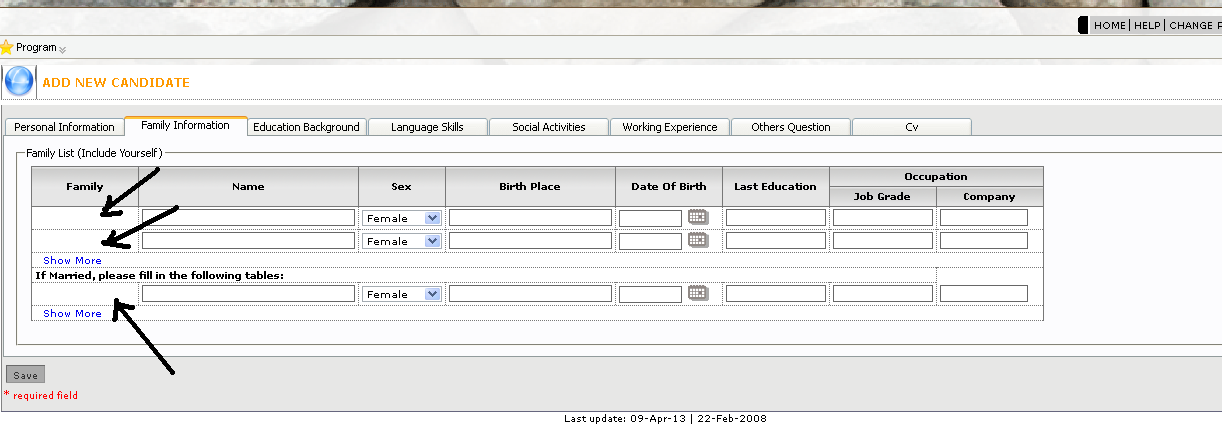 HOME | HELP | CHANGE
Program
ADD NEW CANDIDATE
Personal Information Family Information Education Background Language Skills Social Activities Working Experience Others Question Cv
Family List (Include Yourself)
Family Name Sex Birth Place Date Of Birth Last Education Occupation
Job Grade Company
Female
Female
Show More
If Married, please fill in the following tables:
Female
Show More
Save
* required field
Last update: 09-Apr-13 | 22-Feb-2008